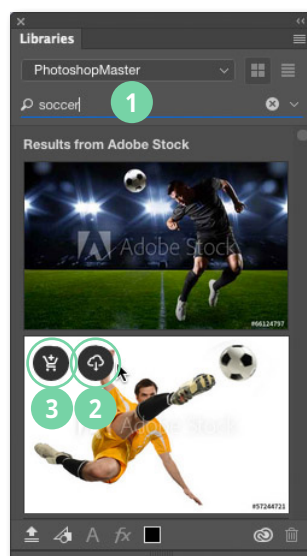 Libraries
PhotoshopMaster
soccer
1
Results from Adobe Stock
Adobe Stock
#66124797
3
2
Adobe Stock
#57244721
A
fx